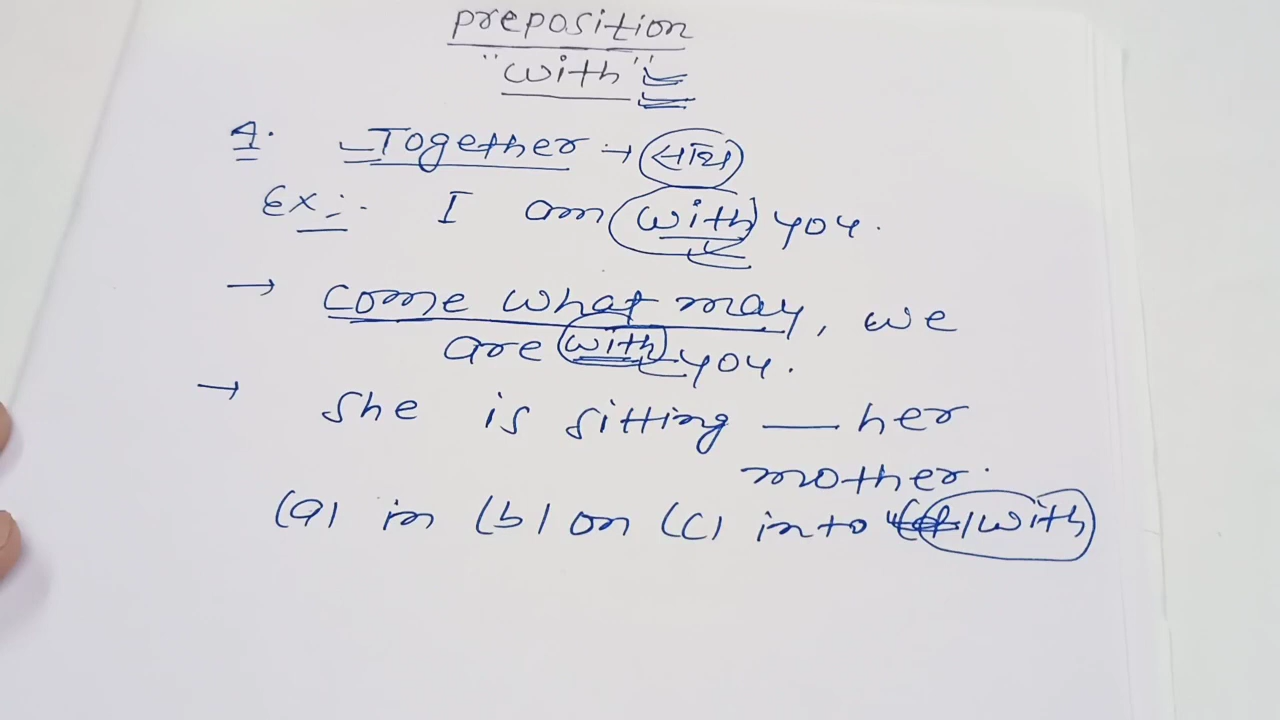 preposition
"with"
1. Together →
Ex:- I am with you.
→ come what may, we
are with you.
→ She is sitting — her
mother.
(a) in (b) on (c) into with